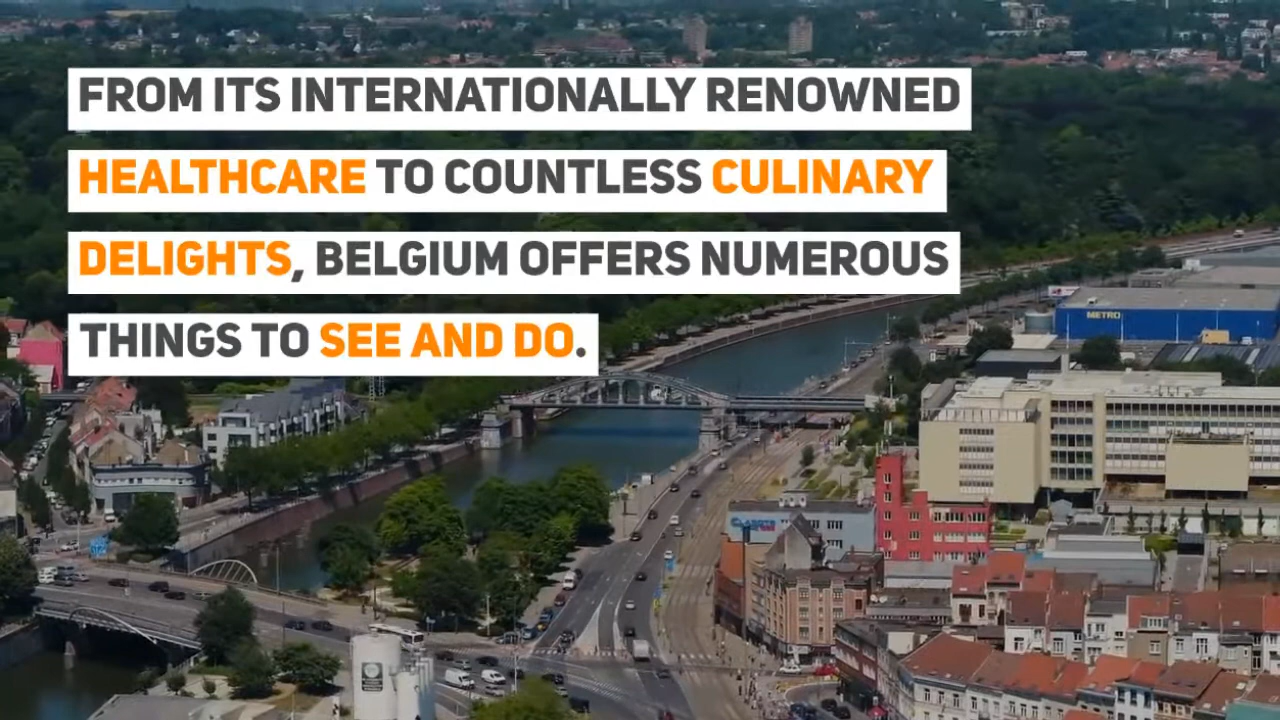 FROM ITS INTERNATIONALLY RENOWNED
HEALTHCARE TO COUNTLESS CULINARY
DELIGHTS, BELGIUM OFFERS NUMEROUS
THINGS TO SEE AND DO.
METRO